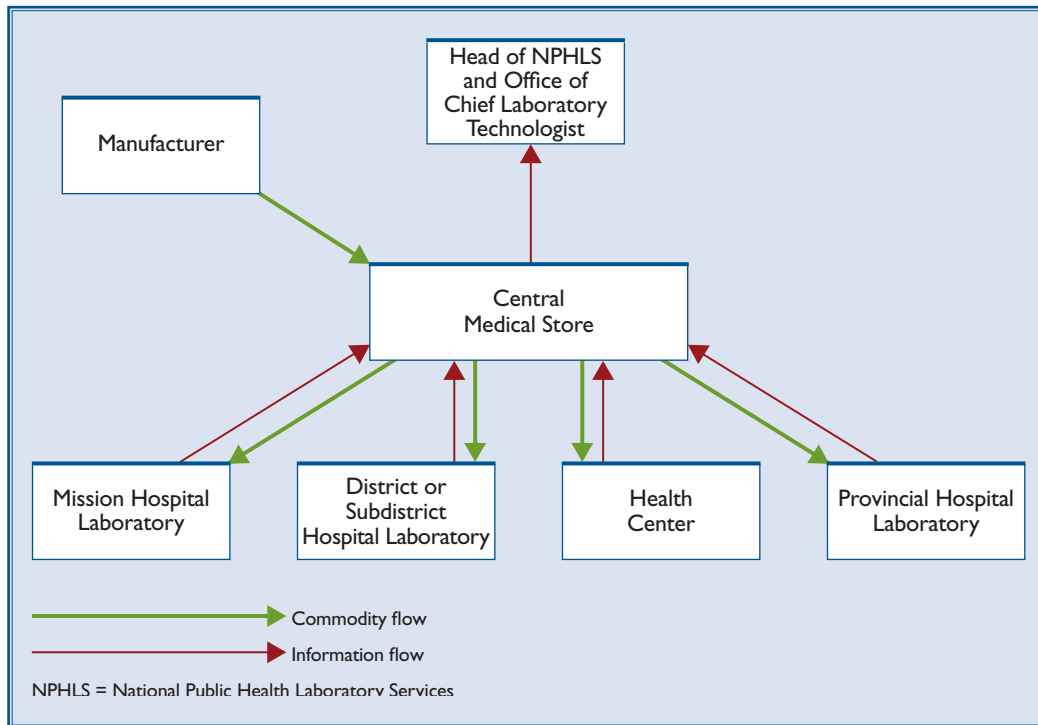 Head of NPHLS
and Office of
Chief Laboratory
Technologist
Manufacturer
Central
Medical Store
Mission Hospital
Laboratory
District or
Subdistrict
Hospital Laboratory
Health
Center
Provincial Hospital
Laboratory
Commodity flow
Information flow
NPHLS = National Public Health Laboratory Services